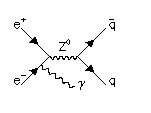 e⁺ q̄
Z⁰
e⁻ γ q